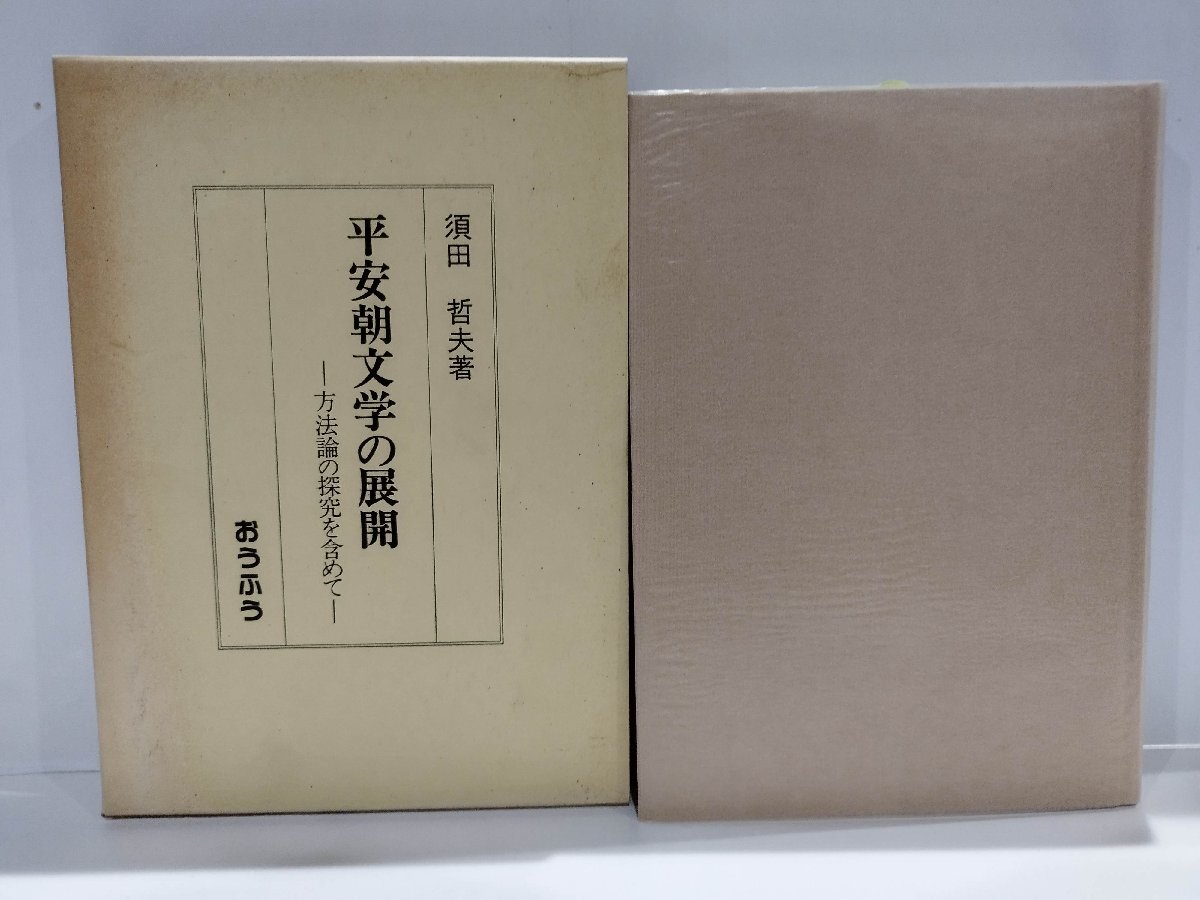 須田 哲夫著
平安朝文学の展開
―方法論の探究を含めて―
おうふう